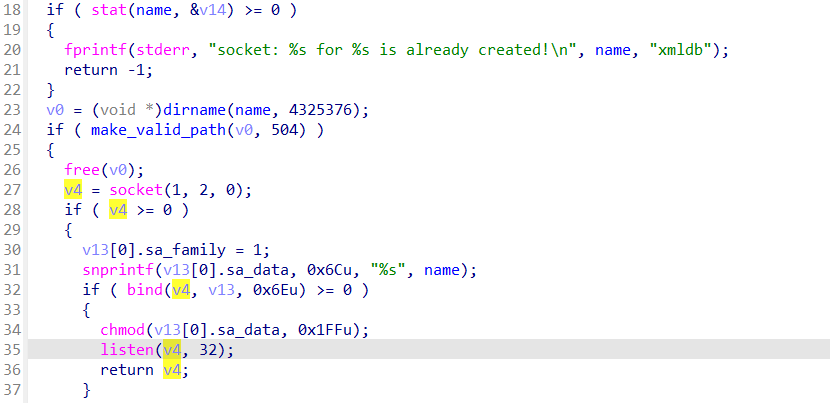 18 if ( stat(name, &v14) >= 0 )
19 {
20 fprintf(stderr, "socket: %s for %s is already created!\n", name, "xmldb");
21 return -1;
22 }
23 v0 = (void *)dirname(name, 4325376);
24 if ( make_valid_path(v0, 504) )
25 {
26 free(v0);
27 v4 = socket(1, 2, 0);
28 if ( v4 >= 0 )
29 {
30 v13[0].sa_family = 1;
31 snprintf(v13[0].sa_data, 0x6Cu, "%s", name);
32 if ( bind(v4, v13, 0x6Eu) >= 0 )
33 {
34 chmod(v13[0].sa_data, 0x1FFu);
35 listen(v4, 32);
36 return v4;
37 }